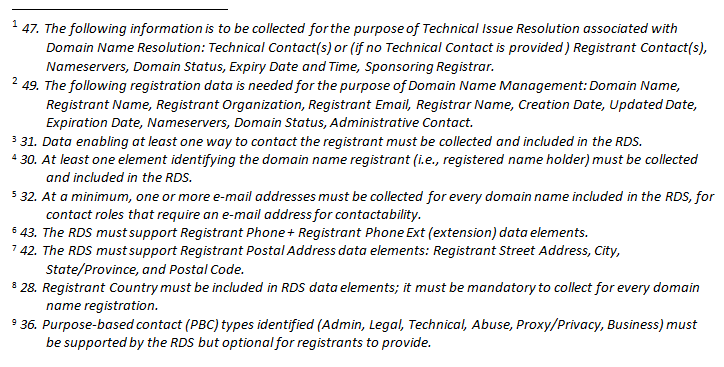 1 47. The following information is to be collected for the purpose of Technical Issue Resolution associated with
Domain Name Resolution: Technical Contact(s) or (if no Technical Contact is provided ) Registrant Contact(s),
Nameservers, Domain Status, Expiry Date and Time, Sponsoring Registrar.
2 49. The following registration data is needed for the purpose of Domain Name Management: Domain Name,
Registrant Name, Registrant Organization, Registrant Email, Registrar Name, Creation Date, Updated Date,
Expiration Date, Nameservers, Domain Status, Administrative Contact.
3 31. Data enabling at least one way to contact the registrant must be collected and included in the RDS.
4 30. At least one element identifying the domain name registrant (i.e., registered name holder) must be collected
and included in the RDS.
5 32. At a minimum, one or more e-mail addresses must be collected for every domain name included in the RDS, for
contact roles that require an e-mail address for contactability.
6 43. The RDS must support Registrant Phone + Registrant Phone Ext (extension) data elements.
7 42. The RDS must support Registrant Postal Address data elements: Registrant Street Address, City,
State/Province, and Postal Code.
8 28. Registrant Country must be included in RDS data elements; it must be mandatory to collect for every domain
name registration.
9 36. Purpose-based contact (PBC) types identified (Admin, Legal, Technical, Abuse, Proxy/Privacy, Business) must
be supported by the RDS but optional for registrants to provide.